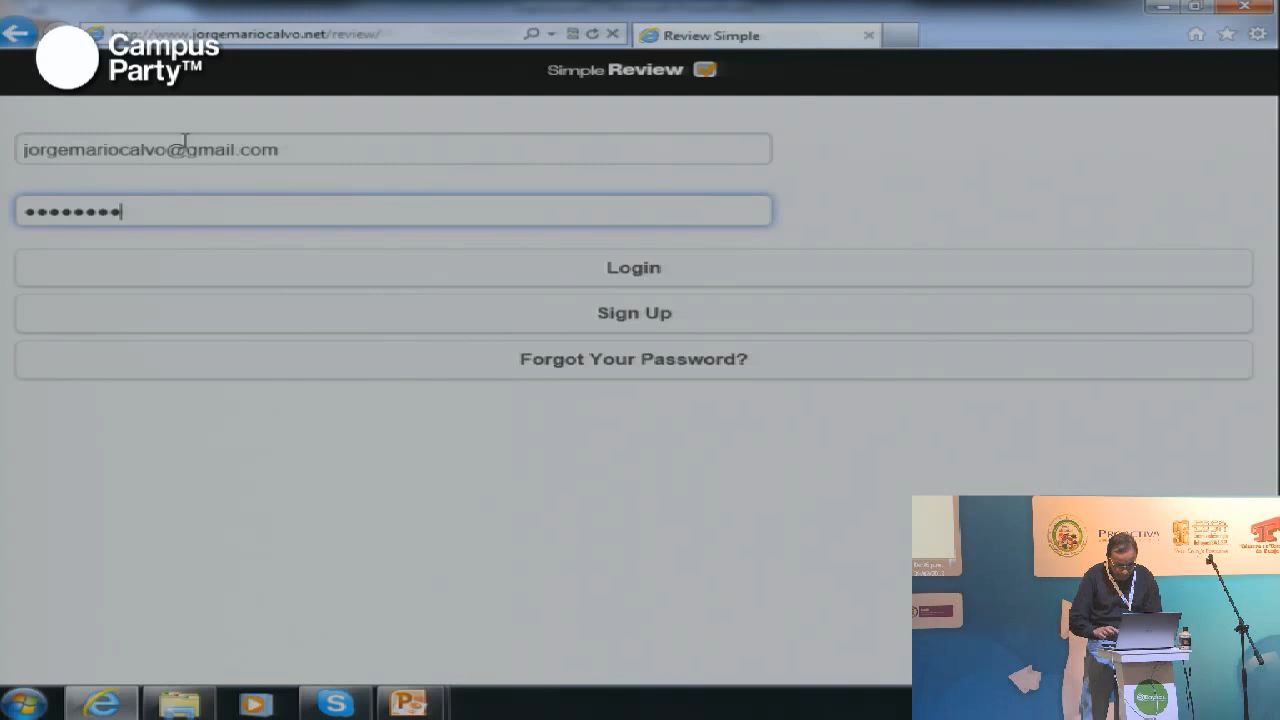 Campus
Party™
http://www.jorgemariocalvo.net/review/
Review Simple
Simple Review
jorgemariocalvo@gmail.com
Login
Sign Up
Forgot Your Password?
PROACTIVA